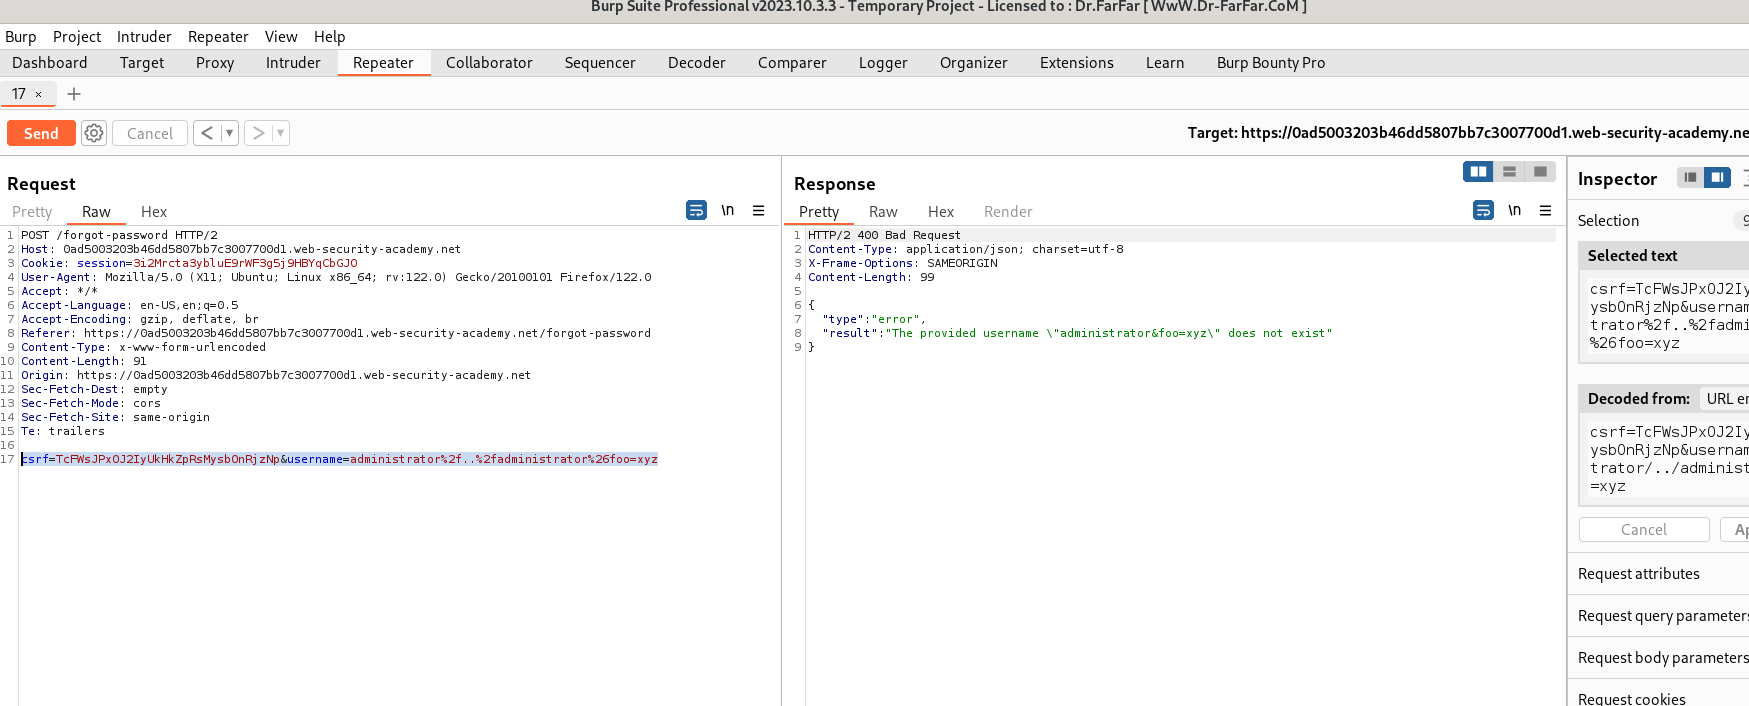 Burp Suite Professional v2023.10.3.3 - Temporary Project - Licensed to : Dr.FarFar [ WwW.Dr-FarFar.CoM ]
Burp Project Intruder Repeater View Help
Dashboard Target Proxy Intruder Repeater Collaborator Sequencer Decoder Comparer Logger Organizer Extensions Learn Burp Bounty Pro
17 × +
Send Cancel < ▼ > ▼ Target: https://0ad5003203b46dd5807bb7c3007700d1.web-security-academy.ne
Request
Pretty Raw Hex \n
1 POST /forgot-password HTTP/2
2 Host: 0ad5003203b46dd5807bb7c3007700d1.web-security-academy.net
3 Cookie: session=3i2Mrcta3ybluE9rWF3g5j9HBYqCbGJO
4 User-Agent: Mozilla/5.0 (X11; Ubuntu; Linux x86_64; rv:122.0) Gecko/20100101 Firefox/122.0
5 Accept: */*
6 Accept-Language: en-US,en;q=0.5
7 Accept-Encoding: gzip, deflate, br
8 Referer: https://0ad5003203b46dd5807bb7c3007700d1.web-security-academy.net/forgot-password
9 Content-Type: x-www-form-urlencoded
10 Content-Length: 91
11 Origin: https://0ad5003203b46dd5807bb7c3007700d1.web-security-academy.net
12 Sec-Fetch-Dest: empty
13 Sec-Fetch-Mode: cors
14 Sec-Fetch-Site: same-origin
15 Te: trailers
16
17 csrf=TcFWsJPxOJ2IyUkHkZpRsMysbOnRjzNp&username=administrator%2f..%2fadministrator%26foo=xyz
Response
Pretty Raw Hex Render \n
1 HTTP/2 400 Bad Request
2 Content-Type: application/json; charset=utf-8
3 X-Frame-Options: SAMEORIGIN
4 Content-Length: 99
5
6 {
7 "type":"error",
8 "result":"The provided username \"administrator&foo=xyz\" does not exist"
9 }
Inspector
Selection 9
Selected text
csrf=TcFWsJPxOJ2Iy
ysbOnRjzNp&usernam
trator%2f..%2fadmi
%26foo=xyz
Decoded from: URL en
csrf=TcFWsJPxOJ2Iy
ysbOnRjzNp&usernam
trator/../administ
=xyz
Cancel Ap
Request attributes
Request query parameters
Request body parameters
Request cookies